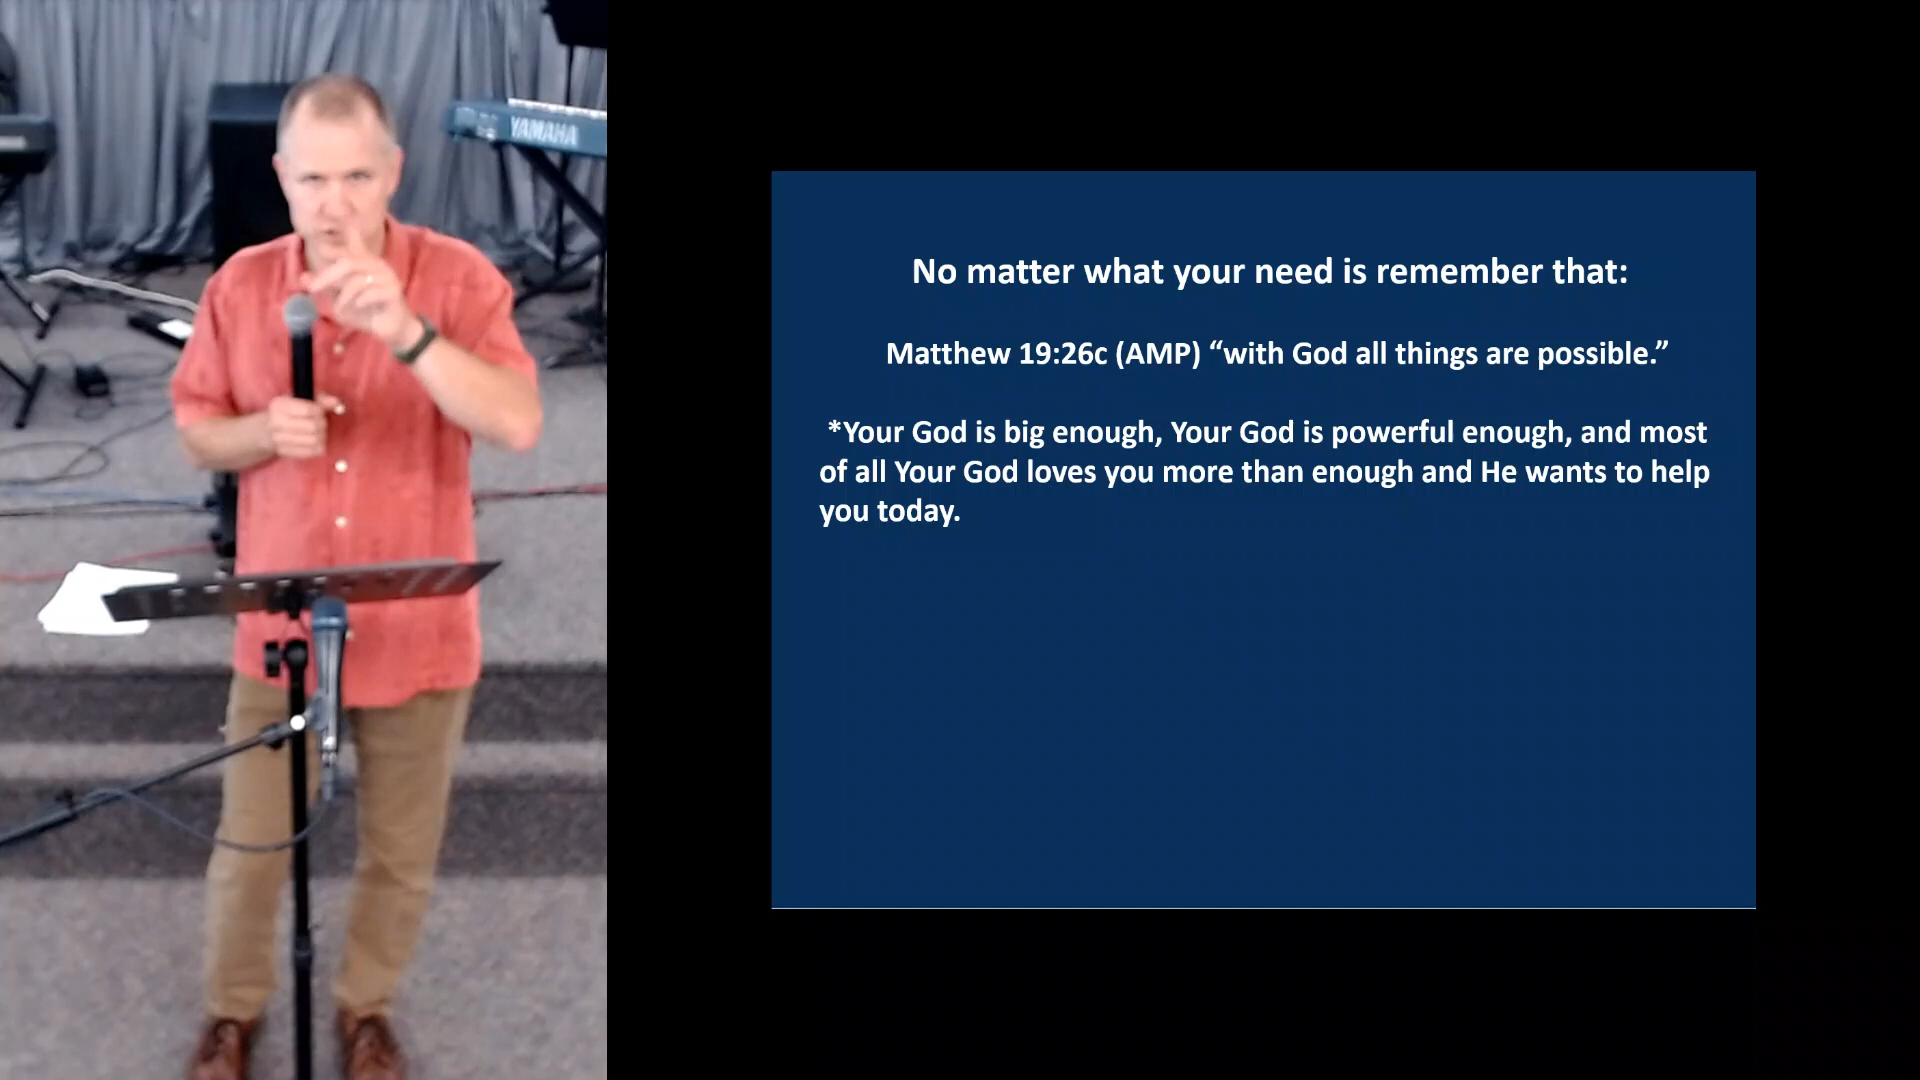 YAMAHA
No matter what your need is remember that:
Matthew 19:26c (AMP) “with God all things are possible.”
*Your God is big enough, Your God is powerful enough, and most
of all Your God loves you more than enough and He wants to help
you today.